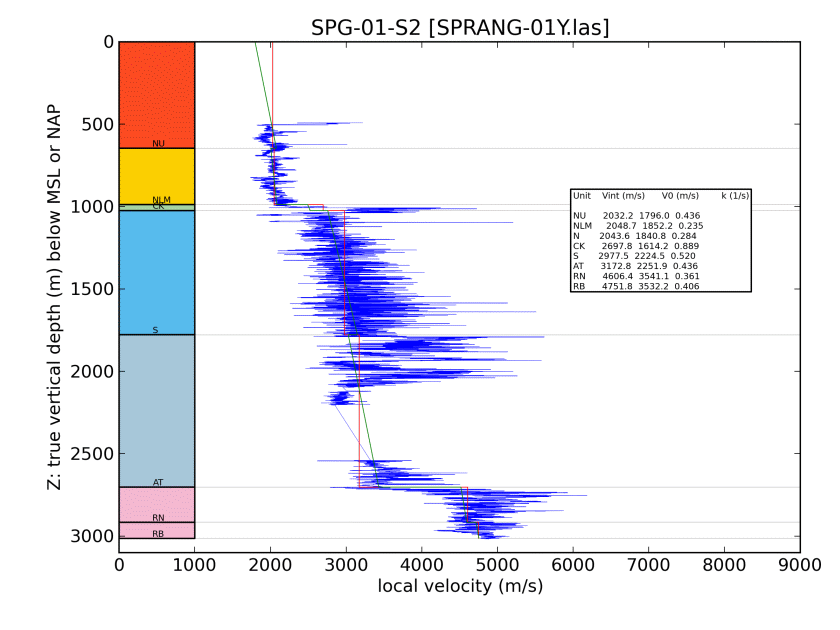 SPG-01-S2 [SPRANG-01Y.las]
0
500
1000
1500
2000
2500
3000
Z: true vertical depth (m) below MSL or NAP
NU
NLM
CK
S
AT
RN
RB
Unit Vint (m/s) V0 (m/s) k (1/s)
NU 2032.2 1796.0 0.436
NLM 2048.7 1852.2 0.235
N 2043.6 1840.8 0.284
CK 2697.8 1614.2 0.889
S 2977.5 2224.5 0.520
AT 3172.8 2251.9 0.436
RN 4606.4 3541.1 0.361
RB 4751.8 3532.2 0.406
0 1000 2000 3000 4000 5000 6000 7000 8000 9000
local velocity (m/s)